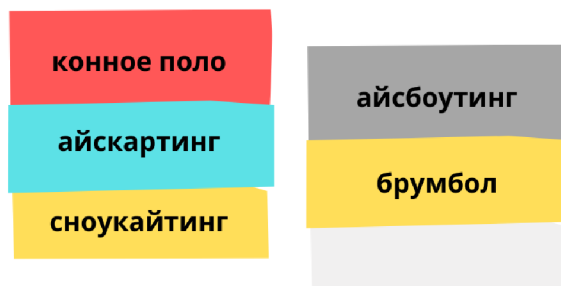 конное поло
айскартинг
сноукайтинг
айсбоутинг
брумбол